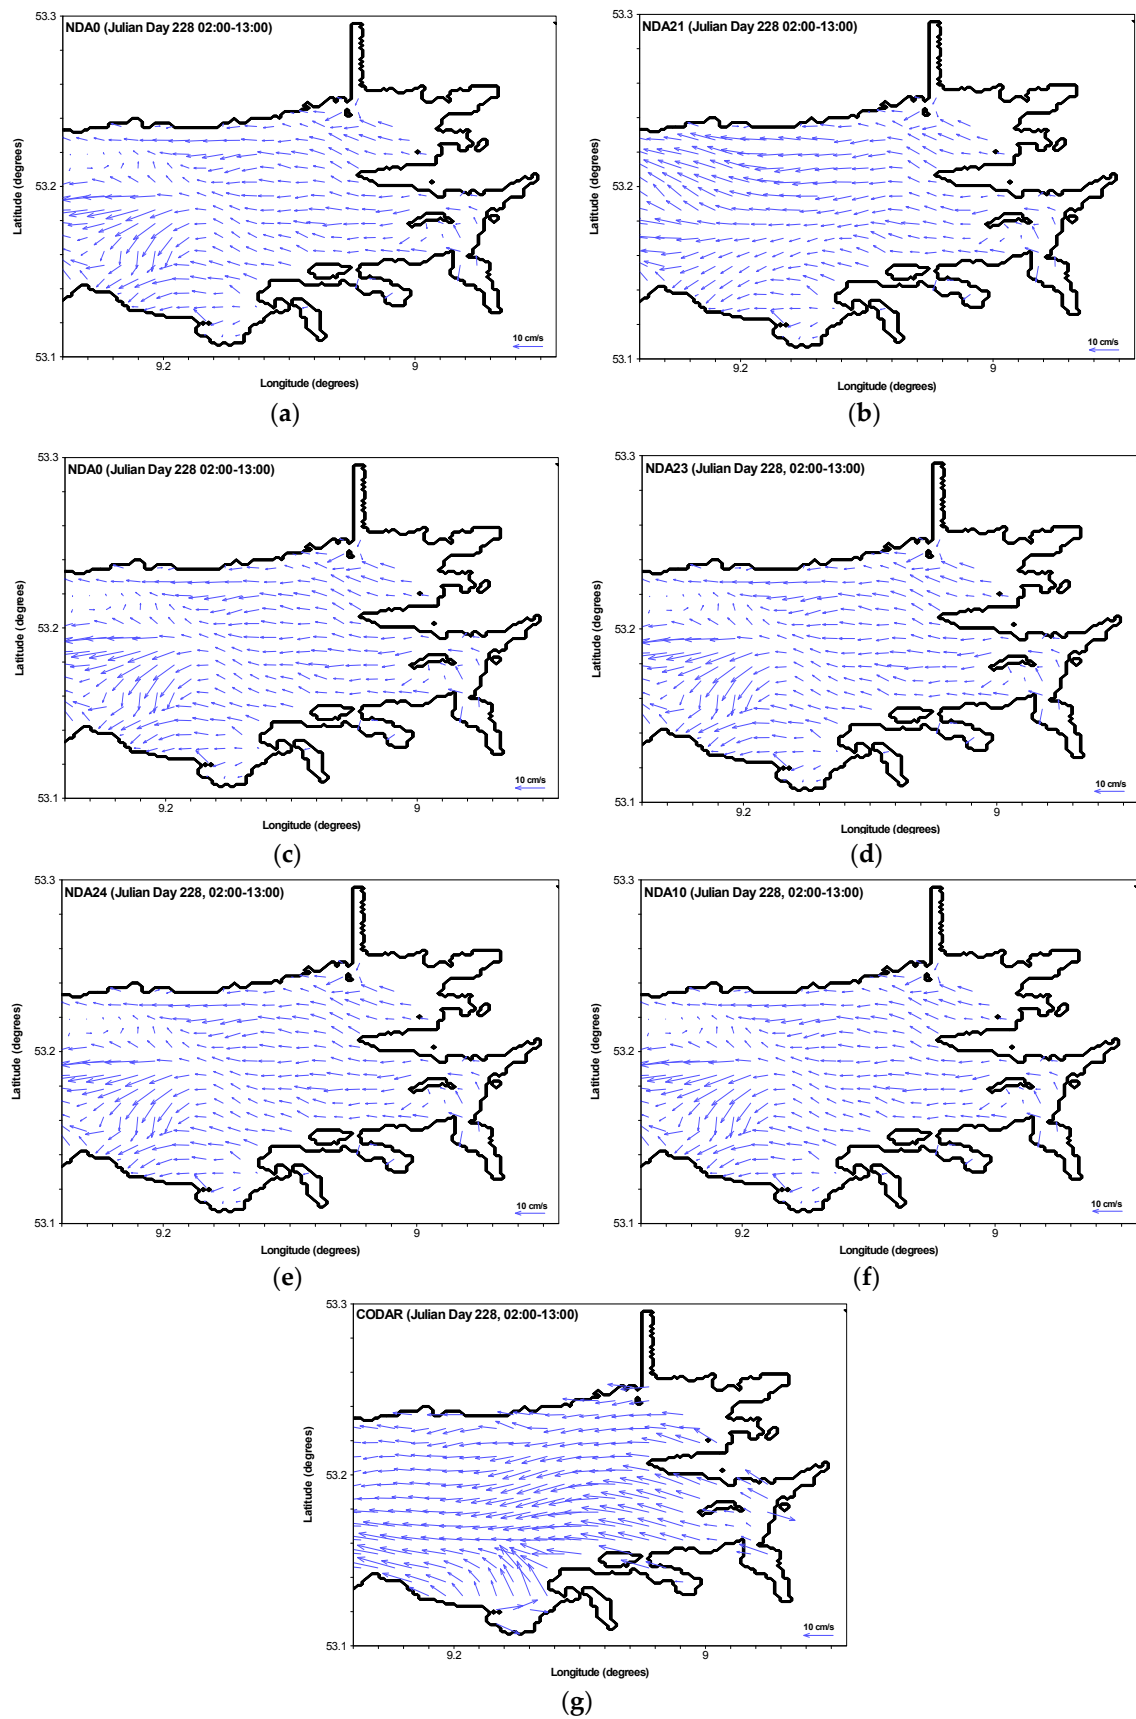 53.3
NDA0 (Julian Day 228 02:00-13:00)
Latitude (degrees)
53.2
10 cm/s
53.1
9.2
9
Longitude (degrees)
(a)
53.3
NDA21 (Julian Day 228 02:00-13:00)
Latitude (degrees)
53.2
10 cm/s
53.1
9.2
9
Longitude (degrees)
(b)
53.3
NDA0 (Julian Day 228 02:00-13:00)
Latitude (degrees)
53.2
10 cm/s
53.1
9.2
9
Longitude (degrees)
(c)
53.3
NDA23 (Julian Day 228, 02:00-13:00)
Latitude (degrees)
53.2
10 cm/s
53.1
9.2
9
Longitude (degrees)
(d)
53.3
NDA24 (Julian Day 228, 02:00-13:00)
Latitude (degrees)
53.2
10 cm/s
53.1
9.2
9
Longitude (degrees)
(e)
53.3
NDA10 (Julian Day 228, 02:00-13:00)
Latitude (degrees)
53.2
10 cm/s
53.1
9.2
9
Longitude (degrees)
(f)
53.3
CODAR (Julian Day 228, 02:00-13:00)
Latitude (degrees)
53.2
10 cm/s
53.1
9.2
9
Longitude (degrees)
(g)